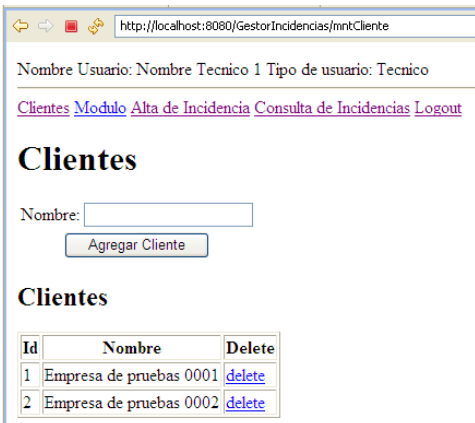 http://localhost:8080/GestorIncidencias/mntCliente
Nombre Usuario: Nombre Tecnico 1 Tipo de usuario: Tecnico
Clientes Modulo Alta de Incidencia Consulta de Incidencias Logout
Clientes
Nombre:
Agregar Cliente
Clientes
Id Nombre Delete
1 Empresa de pruebas 0001 delete
2 Empresa de pruebas 0002 delete